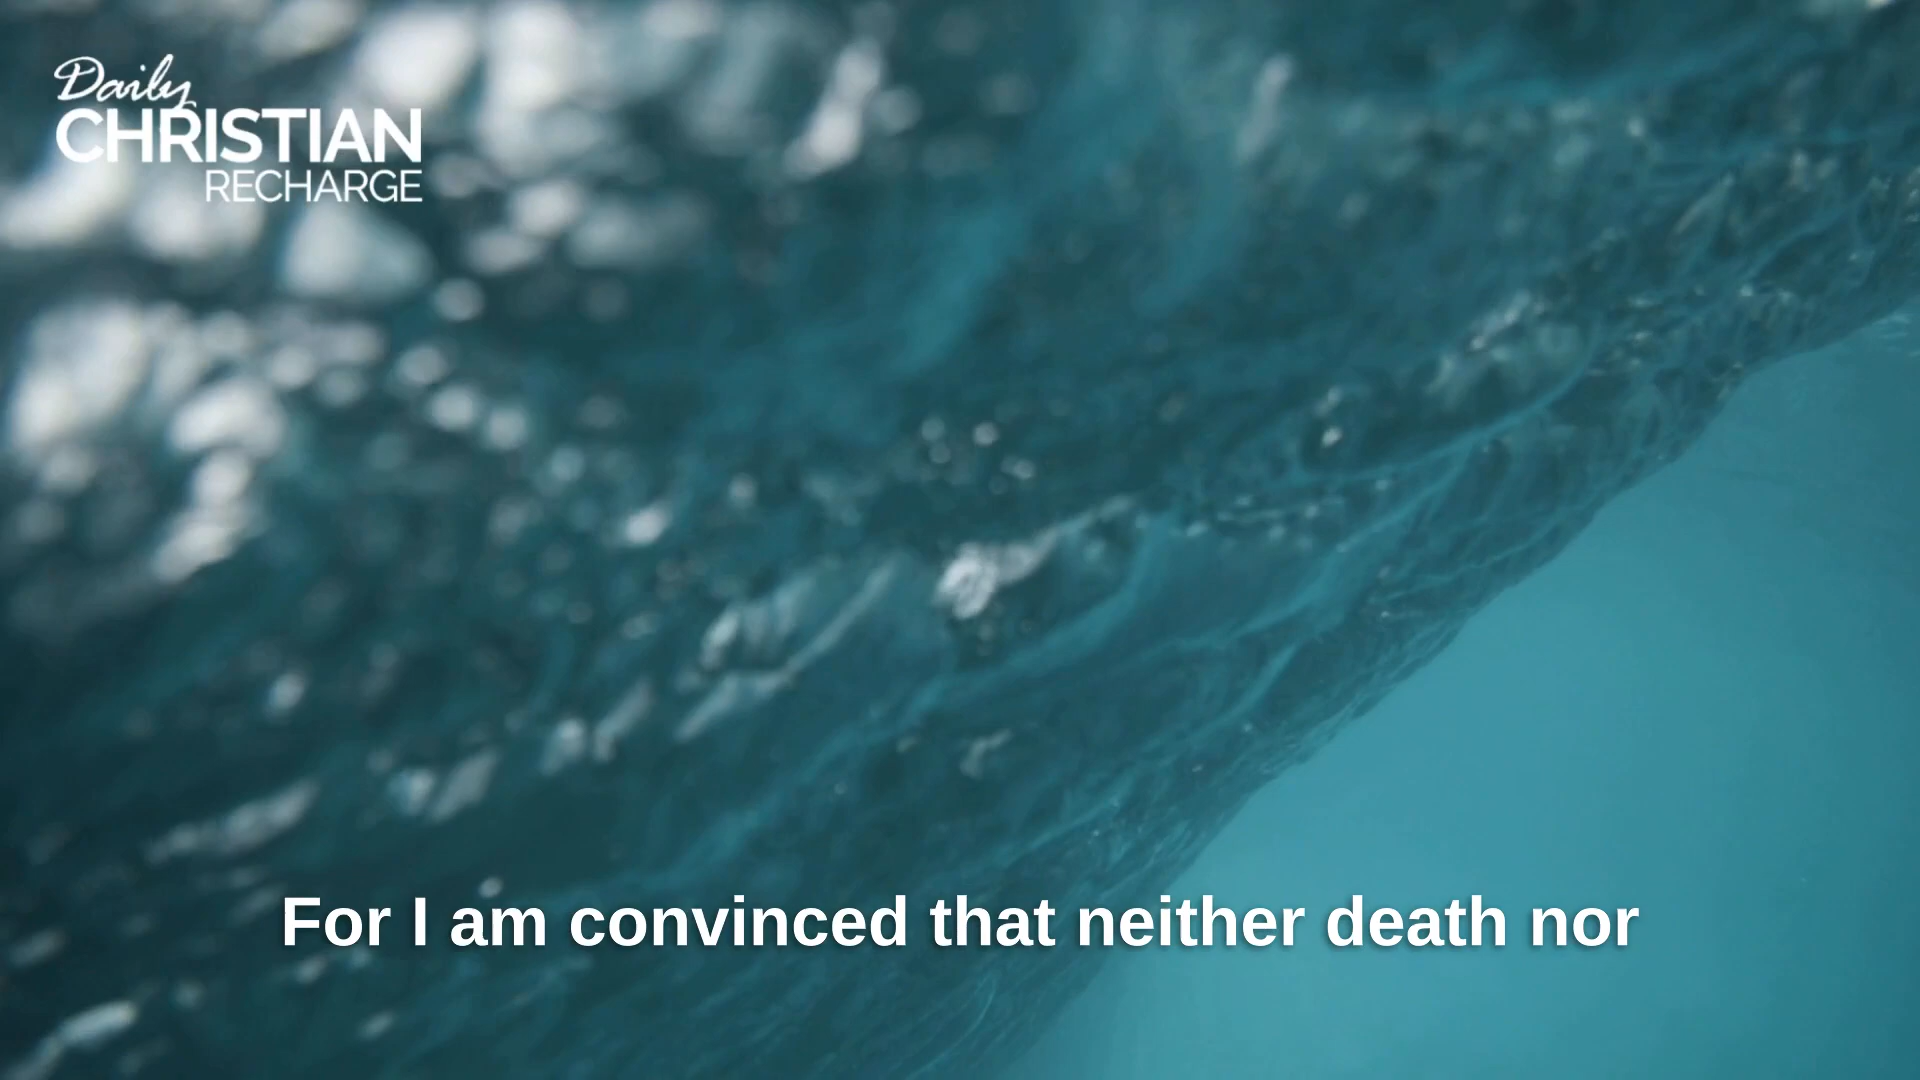 Daily
CHRISTIAN
RECHARGE
For I am convinced that neither death nor